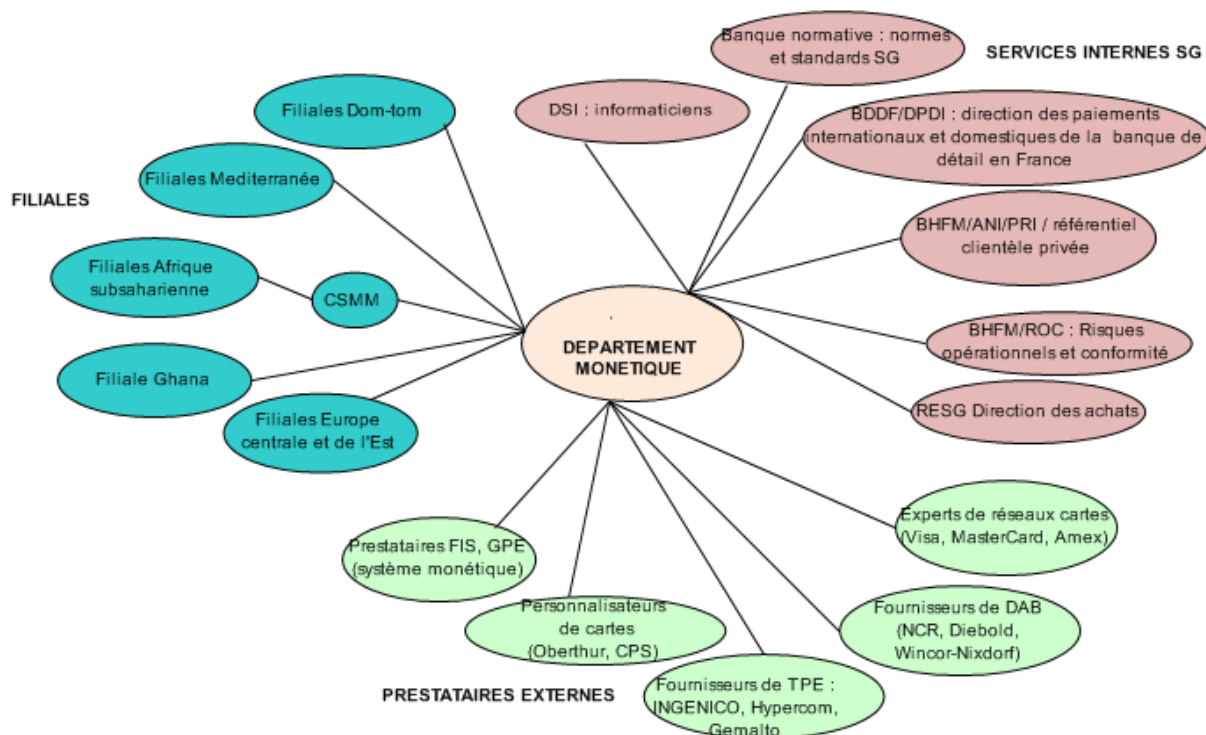 Banque normative : normes
et standards SG
SERVICES INTERNES SG
Filiales Dom-tom
DSI : informaticiens
BDDF/DPDI : direction des paiements
internationaux et domestiques de la banque de
détail en France
Filiales Mediterranée
FILIALES
BHFM/ANI/PRI / référentiel
clientèle privée
Filiales Afrique
subsaharienne
CSMM
DEPARTEMENT
MONETIQUE
BHFM/ROC : Risques
opérationnels et conformité
Filiale Ghana
RESG Direction des achats
Filiales Europe
centrale et de l'Est
Experts de réseaux cartes
(Visa, MasterCard, Amex)
Prestataires FIS, GPE
(système monétique)
Personnalisateurs
de cartes
(Oberthur, CPS)
Fournisseurs de DAB
(NCR, Diebold,
Wincor-Nixdorf)
PRESTATAIRES EXTERNES
Fournisseurs de TPE :
INGENICO, Hypercom,
Gemalto